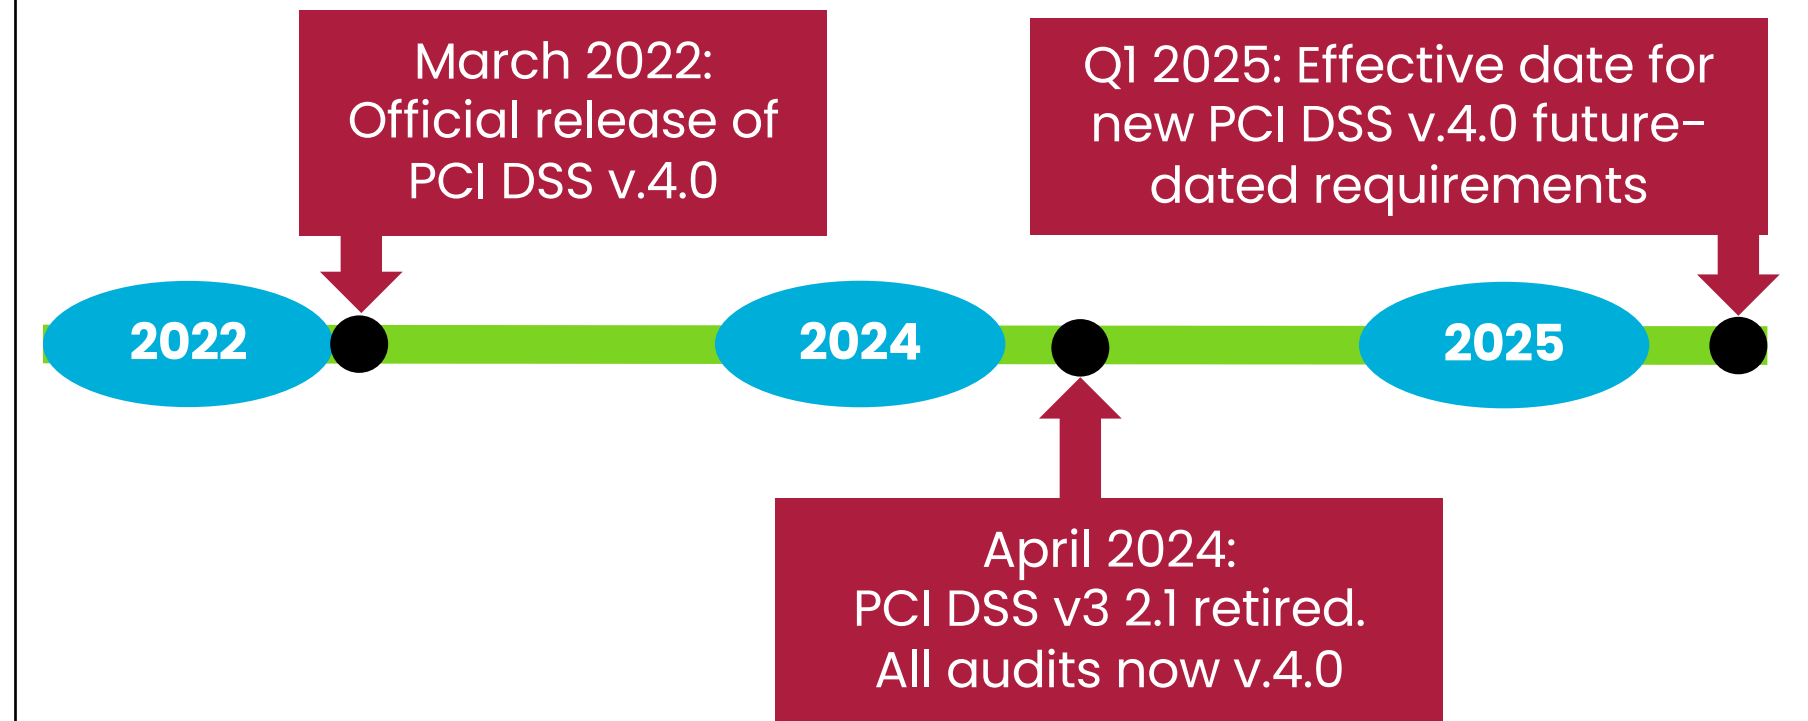 March 2022:
Official release of
PCI DSS v.4.0
Q1 2025: Effective date for
new PCI DSS v.4.0 future-
dated requirements
2022
2024
2025
April 2024:
PCI DSS v3 2.1 retired.
All audits now v.4.0